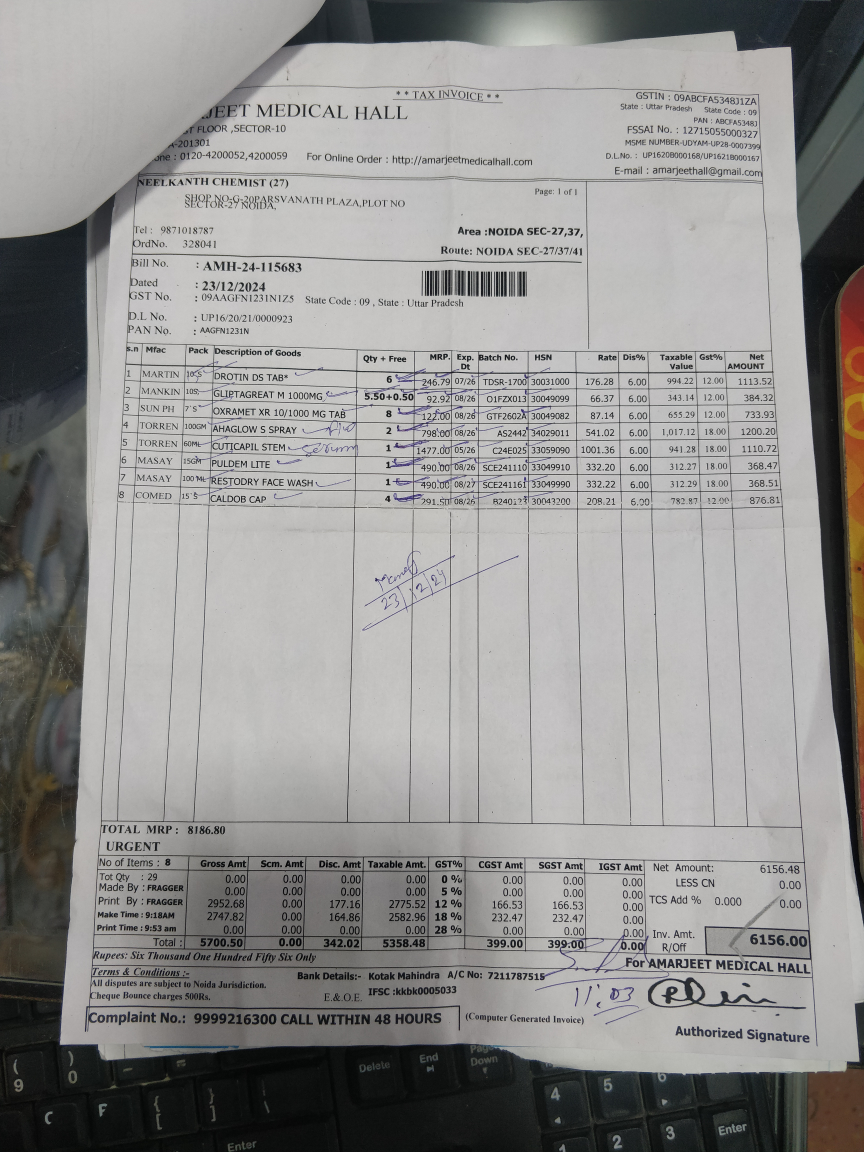 * * TAX INVOICE * *
RJEET MEDICAL HALL
T FLOOR ,SECTOR-10
A-201301
one : 0120-4200052,4200059 For Online Order : http://amarjeetmedicalhall.com
GSTIN : 09ABCFA5348J1ZA
State : Uttar Pradesh State Code : 09
PAN : ABCFA5348J
FSSAI No. : 12715055000327
MSME NUMBER-UDYAM-UP28-0007399
D.L.No. : UP1620B000168/UP1621B000167
E-mail : amarjeethall@gmail.com
NEELKANTH CHEMIST (27)
Page: 1 of 1
SHOP NO-G-20PARSVANATH PLAZA,PLOT NO
SECTOR-27 NOIDA,
Tel : 9871018787 Area :NOIDA SEC-27,37,
OrdNo. 328041 Route: NOIDA SEC-27/37/41
Bill No. : AMH-24-115683
Dated : 23/12/2024
GST No. : 09AAGFN1231N1Z5 State Code : 09 , State : Uttar Pradesh
D.L No. : UP16/20/21/0000923
PAN No. : AAGFN1231N
s.n Mfac Pack Description of Goods Qty + Free MRP. Exp. Dt Batch No. HSN Rate Dis% Taxable Value Gst% Net AMOUNT
1 MARTIN 10'S DROTIN DS TAB* 6 246.79 07/26 TDSR-1700 30031000 176.28 6.00 994.22 12.00 1113.52
2 MANKIN 10S GLIPTAGREAT M 1000MG 5.50+0.50 92.92 08/26 O1FZX013 30049099 66.37 6.00 343.14 12.00 384.32
3 SUN PH 7'S OXRAMET XR 10/1000 MG TAB 8 122.00 08/26 GTF2602A 30049082 87.14 6.00 655.29 12.00 733.93
4 TORREN 100GM AHAGLOW S SPRAY 2 798.00 08/26 AS2442 34029011 541.02 6.00 1,017.12 18.00 1200.20
5 TORREN 60ML CUTICAPIL STEM serum 1 1477.00 05/26 C24E025 33059090 1001.36 6.00 941.28 18.00 1110.72
6 MASAY 15GM PULDEM LITE 1 490.00 08/26 SCE241110 30049910 332.20 6.00 312.27 18.00 368.47
7 MASAY 100 ML RESTODRY FACE WASH 1 490.00 08/27 SCE241161 33049990 332.22 6.00 312.29 18.00 368.51
8 COMED 15'S CALDOB CAP 4 291.50 08/26 B24012 30043200 208.21 6.00 782.87 12.00 876.81
23/12/24
TOTAL MRP : 8186.80
URGENT
No of Items : 8 Gross Amt Scm. Amt Disc. Amt Taxable Amt. GST% CGST Amt SGST Amt IGST Amt Net Amount: 6156.48
Tot Qty : 29 0.00 0.00 0.00 0.00 0 % 0.00 0.00 0.00 LESS CN 0.00
Made By : FRAGGER 0.00 0.00 0.00 0.00 5 % 0.00 0.00 0.00
Print By : FRAGGER 2952.68 0.00 177.16 2775.52 12 % 166.53 166.53 0.00 TCS Add % 0.000 0.00
Make Time : 9:18AM 2747.82 0.00 164.86 2582.96 18 % 232.47 232.47 0.00
Print Time : 9:53 am 0.00 0.00 0.00 0.00 28 % 0.00 0.00 0.00 Inv. Amt.
Total : 5700.50 0.00 342.02 5358.48 399.00 399.00 0.00 R/Off 6156.00
Rupees: Six Thousand One Hundred Fifty Six Only
For AMARJEET MEDICAL HALL
Terms & Conditions :- Bank Details:- Kotak Mahindra A/C No: 7211787515
All disputes are subject to Noida Jurisdiction.
Cheque Bounce charges 500Rs. E.& O.E. IFSC :kkbk0005033
11:03
Complaint No.: 9999216300 CALL WITHIN 48 HOURS (Computer Generated Invoice)
Authorized Signature
9 ( 0 )
C F { [ } ] \ |
Enter
Delete End Page Down
4 5 6
1 2 3 Enter